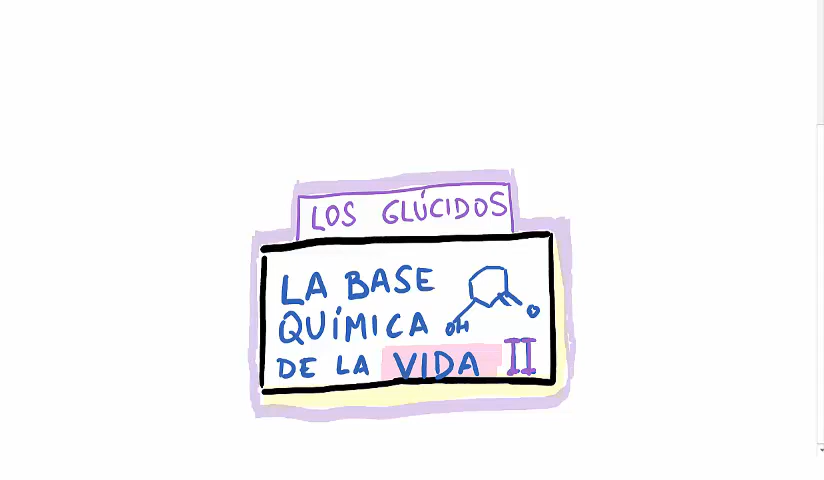 LOS GLÚCIDOS
LA BASE
QUÍMICA
OH
O
DE LA VIDA II